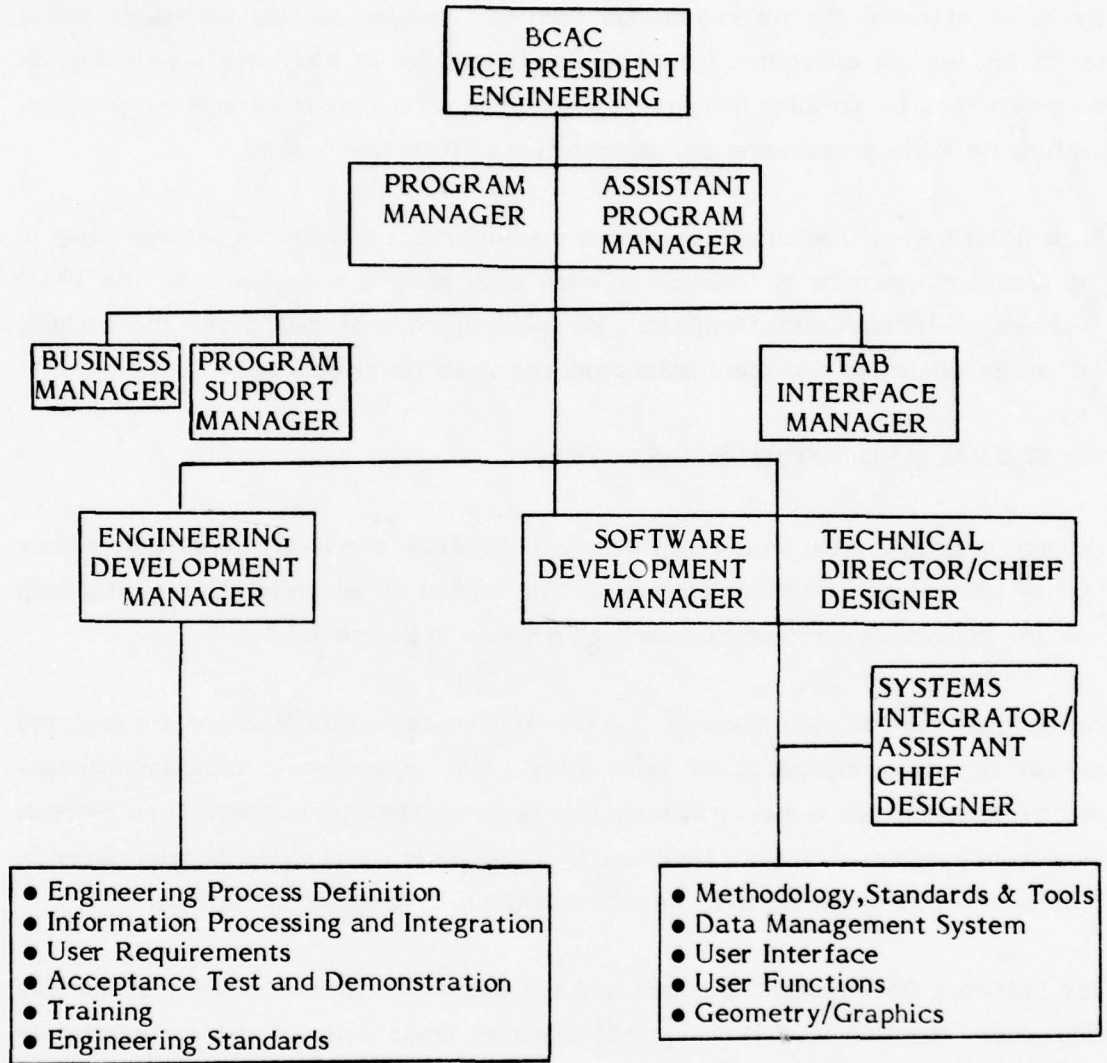 BCAC
VICE PRESIDENT
ENGINEERING
PROGRAM
MANAGER
ASSISTANT
PROGRAM
MANAGER
BUSINESS
MANAGER
PROGRAM
SUPPORT
MANAGER
ITAB
INTERFACE
MANAGER
ENGINEERING
DEVELOPMENT
MANAGER
SOFTWARE
DEVELOPMENT
MANAGER
TECHNICAL
DIRECTOR/CHIEF
DESIGNER
SYSTEMS
INTEGRATOR/
ASSISTANT
CHIEF
DESIGNER
● Engineering Process Definition
● Information Processing and Integration
● User Requirements
● Acceptance Test and Demonstration
● Training
● Engineering Standards
● Methodology,Standards & Tools
● Data Management System
● User Interface
● User Functions
● Geometry/Graphics